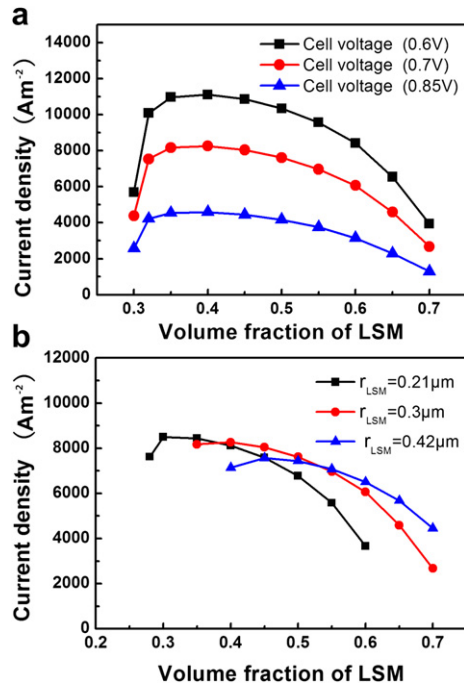 a
14000
12000
10000
8000
6000
4000
2000
0
Current density (Am⁻²)
Cell voltage (0.6V)
Cell voltage (0.7V)
Cell voltage (0.85V)
0.3 0.4 0.5 0.6 0.7
Volume fraction of LSM
b
12000
10000
8000
6000
4000
2000
0
Current density (Am⁻²)
r_LSM=0.21μm
r_LSM=0.3μm
r_LSM=0.42μm
0.2 0.3 0.4 0.5 0.6 0.7
Volume fraction of LSM